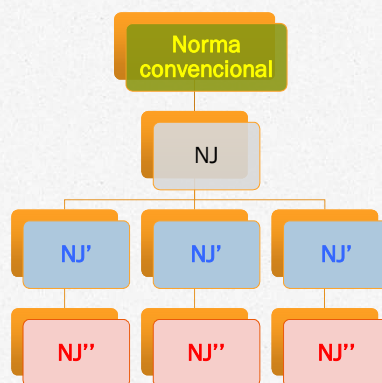 Norma
convencional
NJ
NJ’ NJ’ NJ’
NJ’’ NJ’’ NJ’’